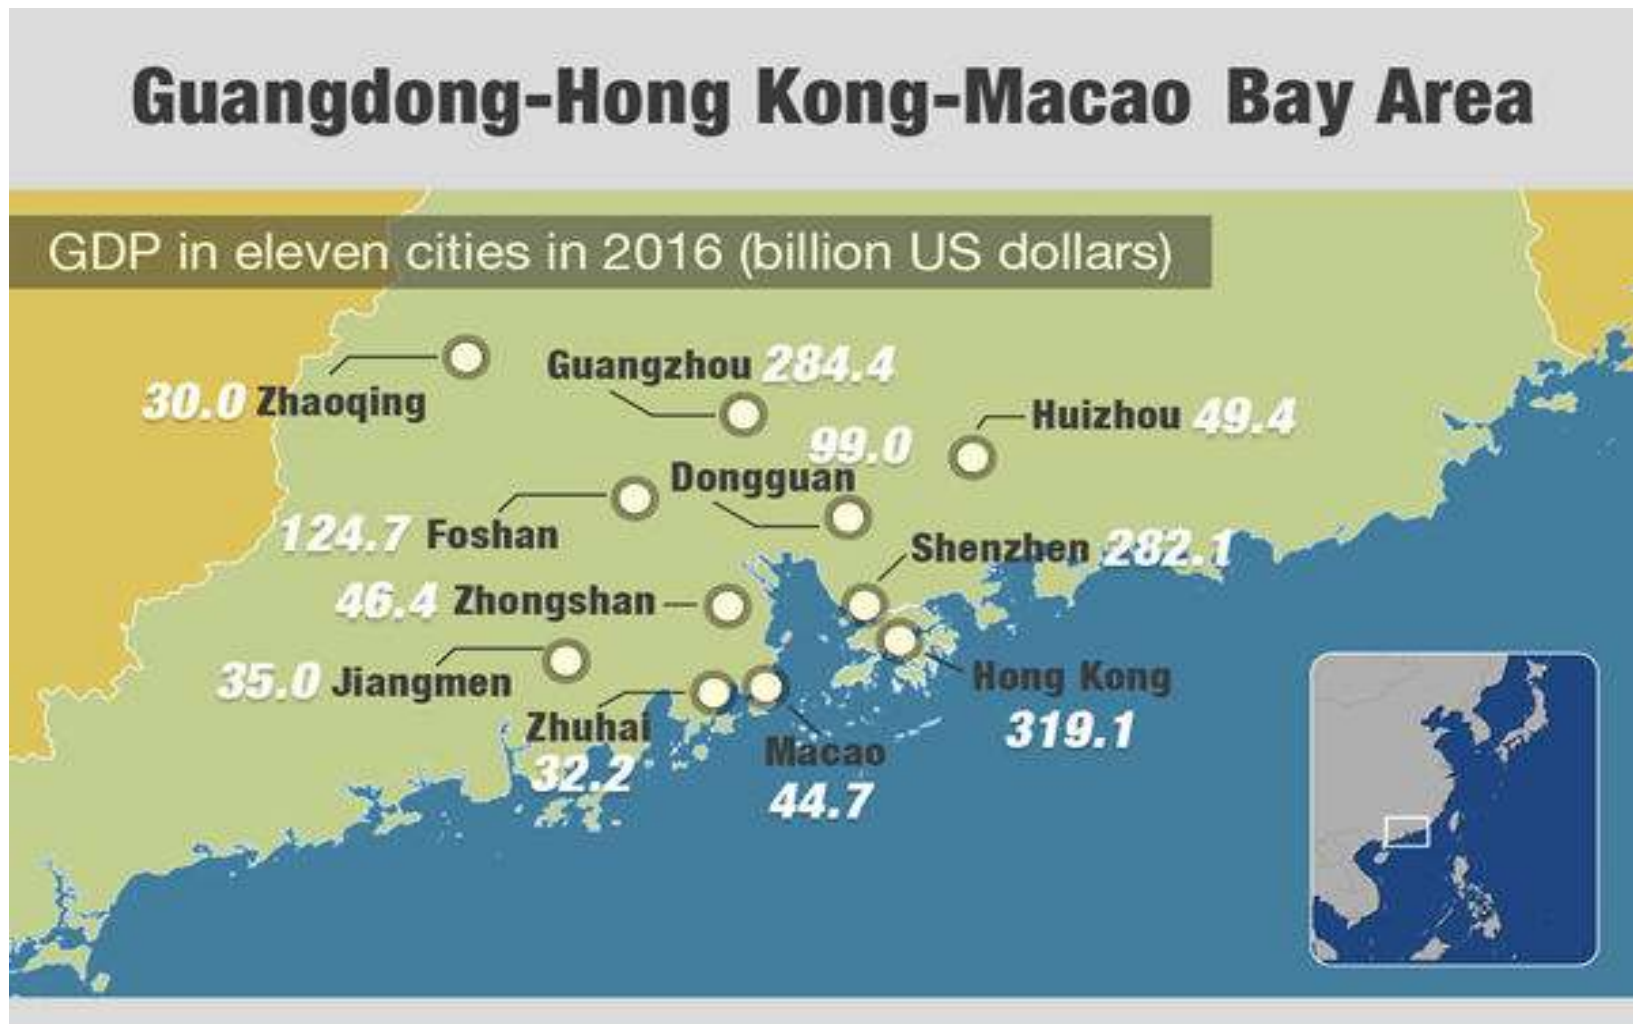 Guangdong-Hong Kong-Macao Bay Area
GDP in eleven cities in 2016 (billion US dollars)
30.0 Zhaoqing
Guangzhou 284.4
Huizhou 49.4
99.0
Dongguan
124.7 Foshan
Shenzhen 282.1
46.4 Zhongshan
35.0 Jiangmen
Hong Kong
319.1
Zhuhai
32.2
Macao
44.7